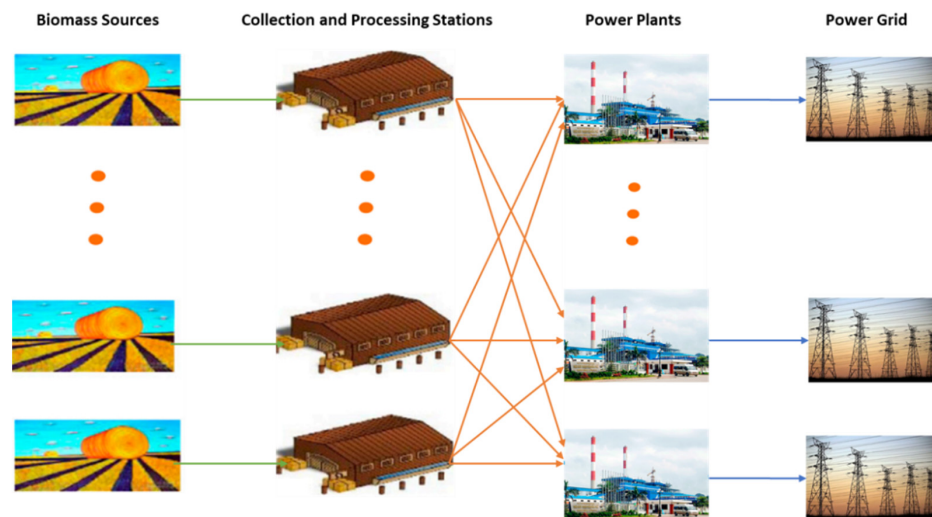 Biomass Sources
Collection and Processing Stations
Power Plants
Power Grid